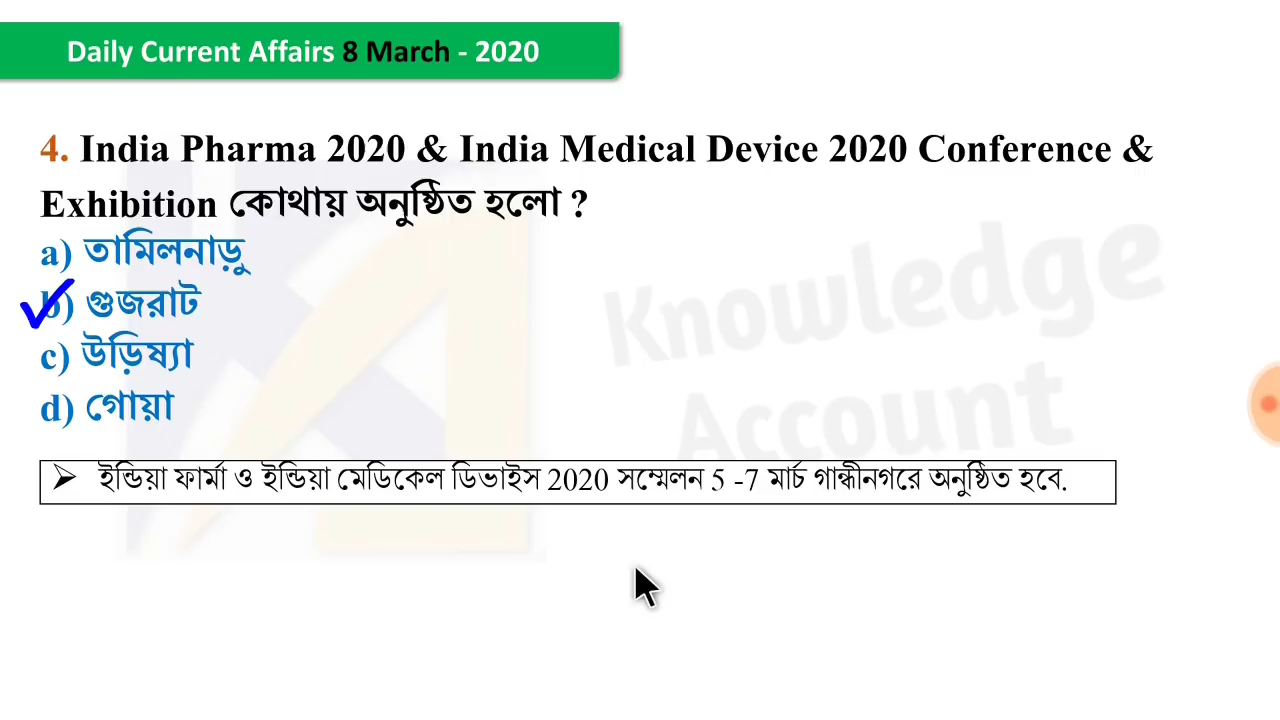 Daily Current Affairs 8 March - 2020
4. India Pharma 2020 & India Medical Device 2020 Conference &
Exhibition কোথায় অনুষ্ঠিত হলো ?
a) তামিলনাড়ু
b) গুজরাট
c) উড়িষ্যা
d) গোয়া
Knowledge
Account
➢ ইন্ডিয়া ফার্মা ও ইন্ডিয়া মেডিকেল ডিভাইস 2020 সম্মেলন 5 -7 মার্চ গান্ধীনগরে অনুষ্ঠিত হবে.